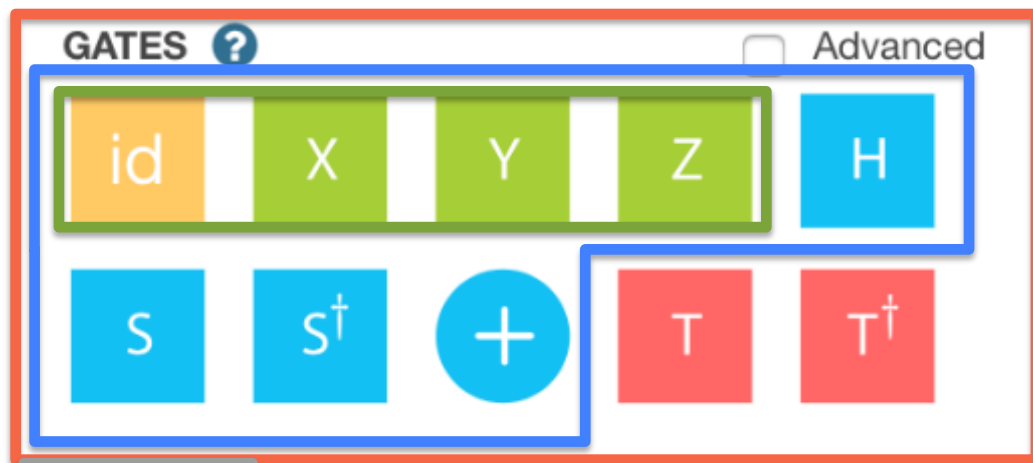 GATES ? Advanced
id X Y Z H
S S† + T T†